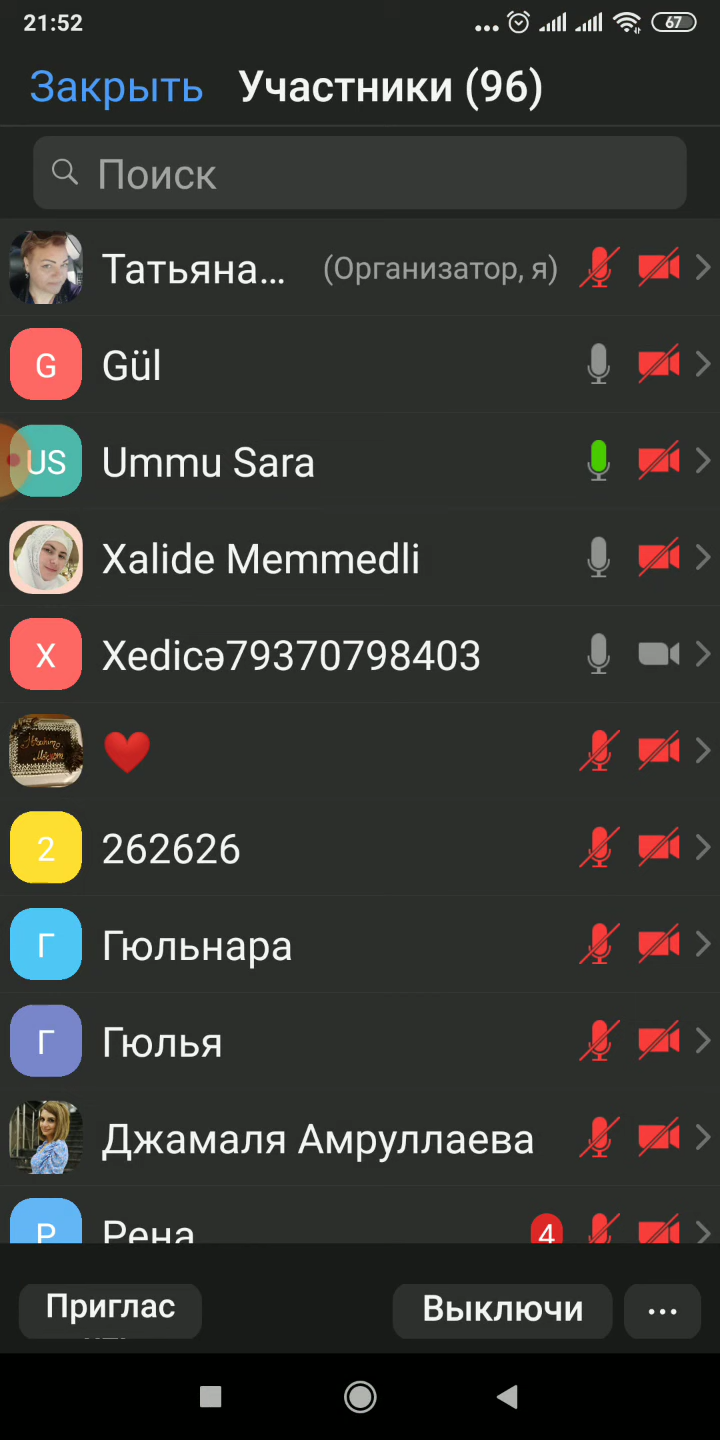 21:52
67
Закрыть Участники (96)
Поиск
Татьяна... (Организатор, я)
G Gül
US Ummu Sara
Xalide Memmedli
X Xedicə79370798403
262626
2
Г Гюльнара
Г Гюлья
Джамаля Амруллаева
Р Рена 4
Приглас
Выключи
...